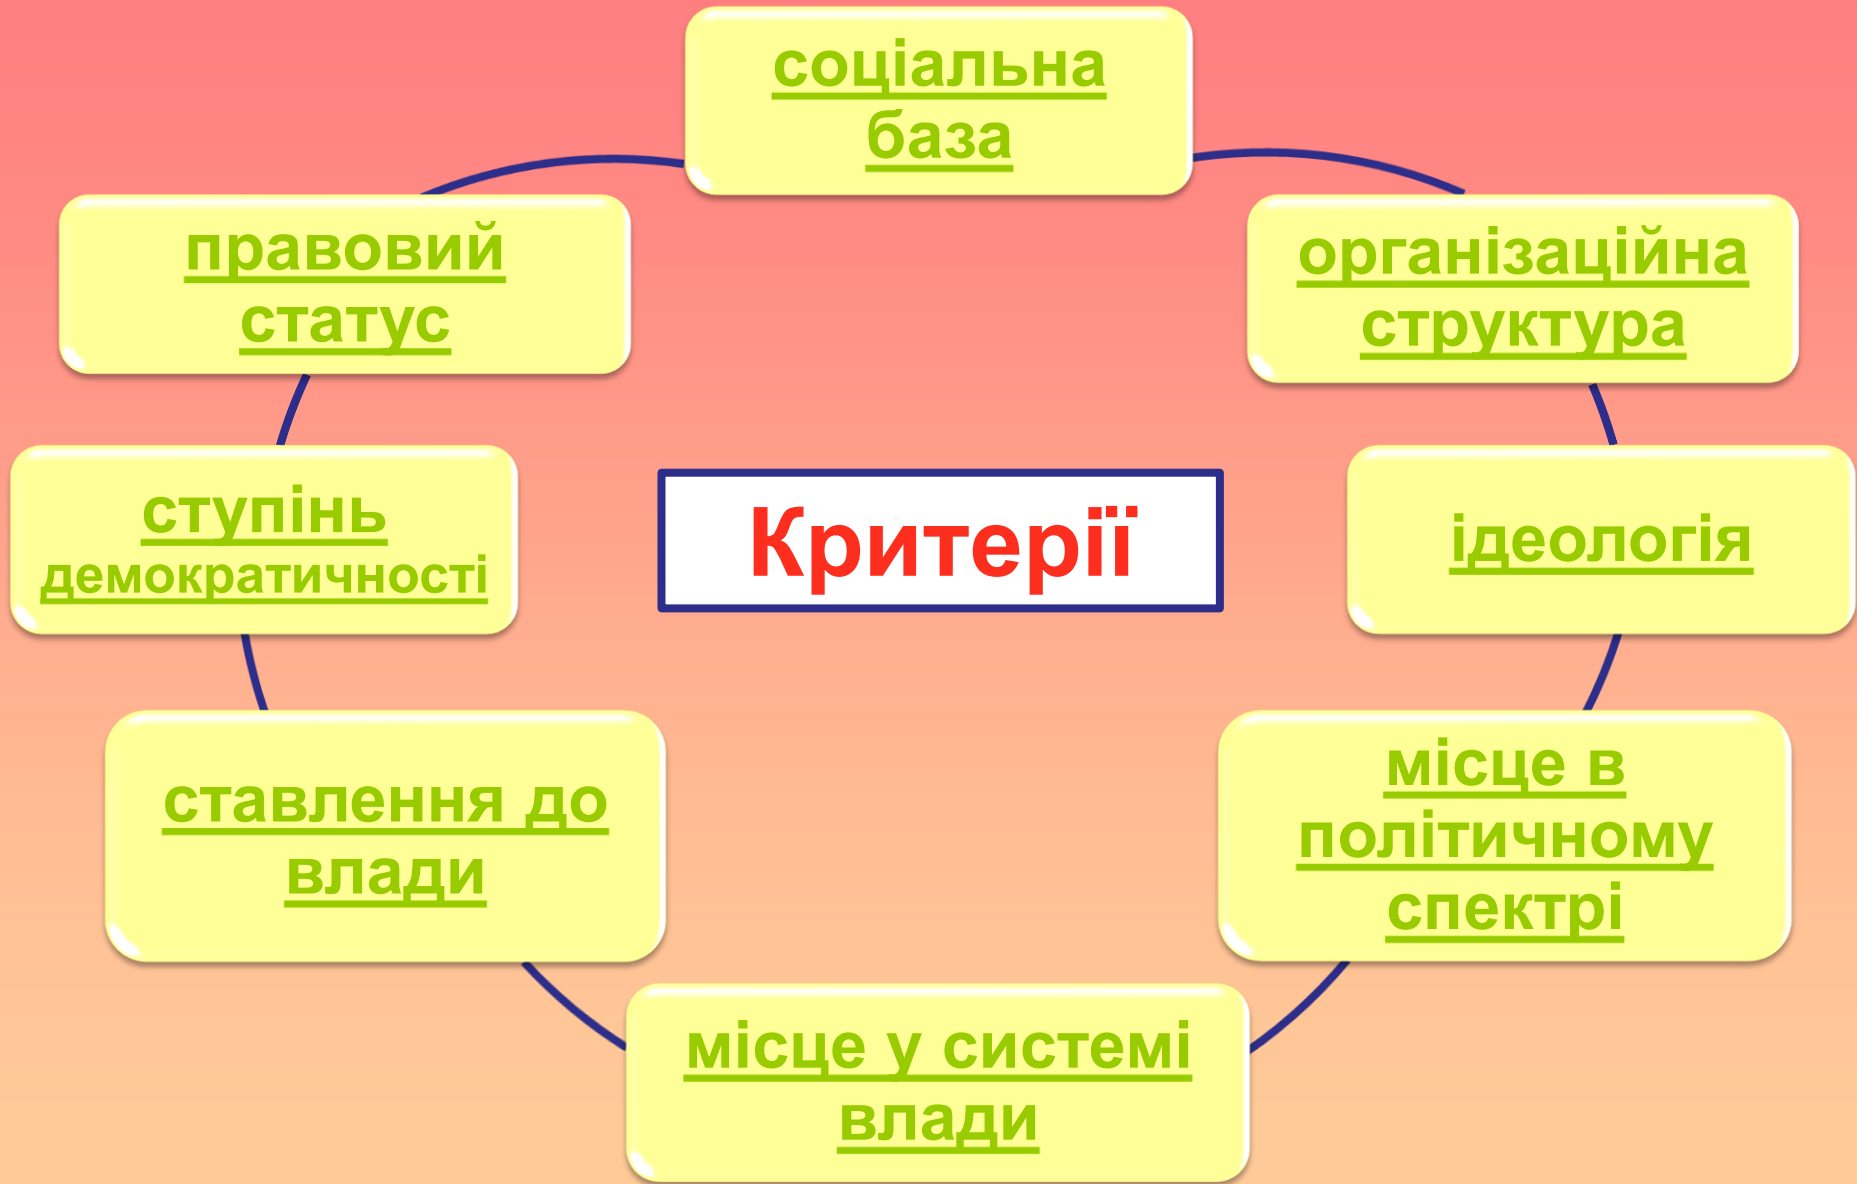 соціальна
база
правовий
статус
організаційна
структура
ступінь
демократичності
Критерії
ідеологія
ставлення до
влади
місце в
політичному
спектрі
місце у системі
влади